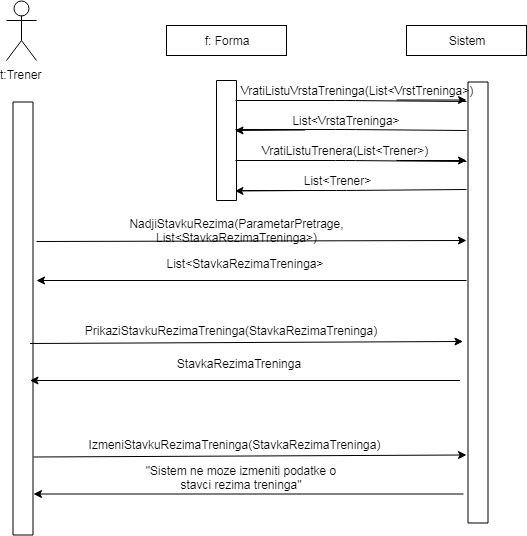 f: Forma
Sistem
t:Trener
VratiListuVrstaTreninga(List<VrstTreninga>)
List<VrstaTreninga>
VratiListuTrenera(List<Trener>)
List<Trener>
NadjiStavkuRezima(ParametarPretrage,
List<StavkaRezimaTreninga>)
List<StavkaRezimaTreninga>
PrikaziStavkuRezimaTreninga(StavkaRezimaTreninga)
StavkaRezimaTreninga
IzmeniStavkuRezimaTreninga(StavkaRezimaTreninga)
"Sistem ne moze izmeniti podatke o
stavci rezima treninga"